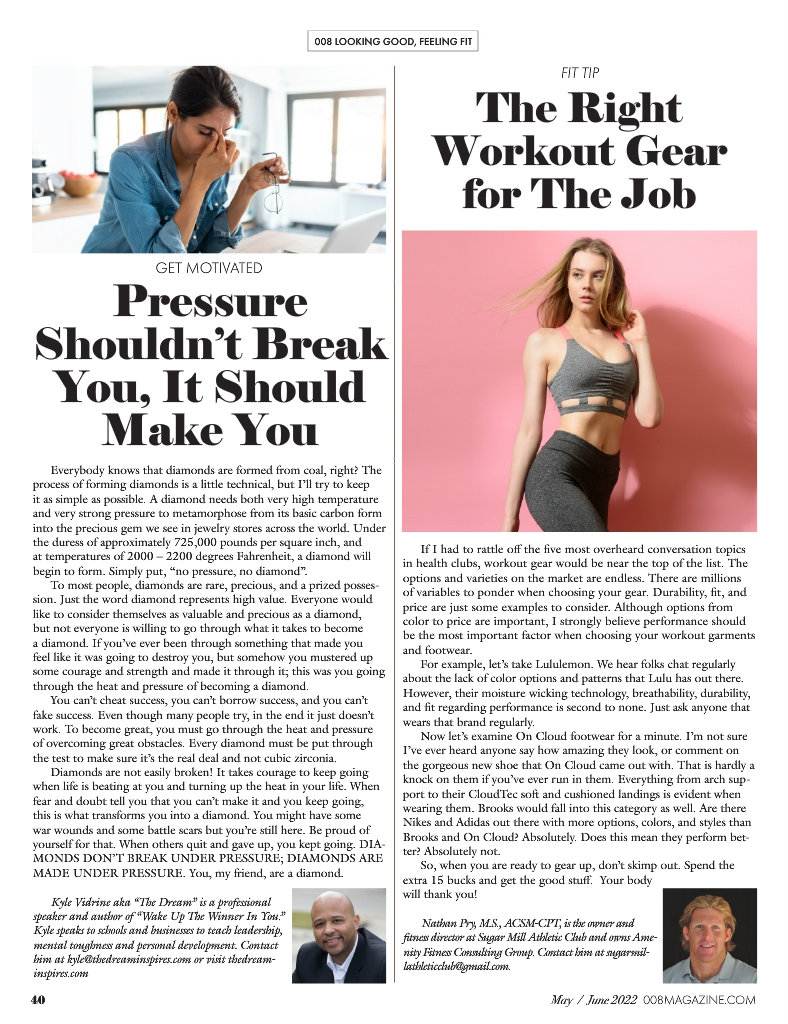 008 LOOKING GOOD, FEELING FIT
GET MOTIVATED
Pressure
Shouldn't Break
You, It Should
Make You
Everybody knows that diamonds are formed from coal, right? The
process of forming diamonds is a little technical, but I'll try to keep
it as simple as possible. A diamond needs both very high temperature
and very strong pressure to metamorphose from its basic carbon form
into the precious gem we see in jewelry stores across the world. Under
the duress of approximately 725,000 pounds per square inch, and
at temperatures of 2000 – 2200 degrees Fahrenheit, a diamond will
begin to form. Simply put, “no pressure, no diamond”.
To most people, diamonds are rare, precious, and a prized posses-
sion. Just the word diamond represents high value. Everyone would
like to consider themselves as valuable and precious as a diamond,
but not everyone is willing to go through what it takes to become
a diamond. If you've ever been through something that made you
feel like it was going to destroy you, but somehow you mustered up
some courage and strength and made it through it; this was you going
through the heat and pressure of becoming a diamond.
You can't cheat success, you can't borrow success, and you can't
fake success. Even though many people try, in the end it just doesn't
work. To become great, you must go through the heat and pressure
of overcoming great obstacles. Every diamond must be put through
the test to make sure it's the real deal and not cubic zirconia.
Diamonds are not easily broken! It takes courage to keep going
when life is beating at you and turning up the heat in your life. When
fear and doubt tell you that you can't make it and you keep going,
this is what transforms you into a diamond. You might have some
war wounds and some battle scars but you're still here. Be proud of
yourself for that. When others quit and gave up, you kept going. DIA-
MONDS DON'T BREAK UNDER PRESSURE; DIAMONDS ARE
MADE UNDER PRESSURE. You, my friend, are a diamond.
Kyle Vidrine aka “The Dream” is a professional
speaker and author of “Wake Up The Winner In You.”
Kyle speaks to schools and businesses to teach leadership,
mental toughness and personal development. Contact
him at kyle@thedreaminspires.com or visit thedream-
inspires.com
FIT TIP
The Right
Workout Gear
for The Job
If I had to rattle off the five most overheard conversation topics
in health clubs, workout gear would be near the top of the list. The
options and varieties on the market are endless. There are millions
of variables to ponder when choosing your gear. Durability, fit, and
price are just some examples to consider. Although options from
color to price are important, I strongly believe performance should
be the most important factor when choosing your workout garments
and footwear.
For example, let's take Lululemon. We hear folks chat regularly
about the lack of color options and patterns that Lulu has out there.
However, their moisture wicking technology, breathability, durability,
and fit regarding performance is second to none. Just ask anyone that
wears that brand regularly.
Now let's examine On Cloud footwear for a minute. I'm not sure
I've ever heard anyone say how amazing they look, or comment on
the gorgeous new shoe that On Cloud came out with. That is hardly a
knock on them if you've ever run in them. Everything from arch sup-
port to their CloudTec soft and cushioned landings is evident when
wearing them. Brooks would fall into this category as well. Are there
Nikes and Adidas out there with more options, colors, and styles than
Brooks and On Cloud? Absolutely. Does this mean they perform bet-
ter? Absolutely not.
So, when you are ready to gear up, don't skimp out. Spend the
extra 15 bucks and get the good stuff. Your body
will thank you!
Nathan Pry, M.S., ACSM-CPT, is the owner and
fitness director at Sugar Mill Athletic Club and owns Ame-
nity Fitness Consulting Group. Contact him at sugarmil-
lathleticclub@gmail.com.
40
May / June 2022 008MAGAZINE.COM